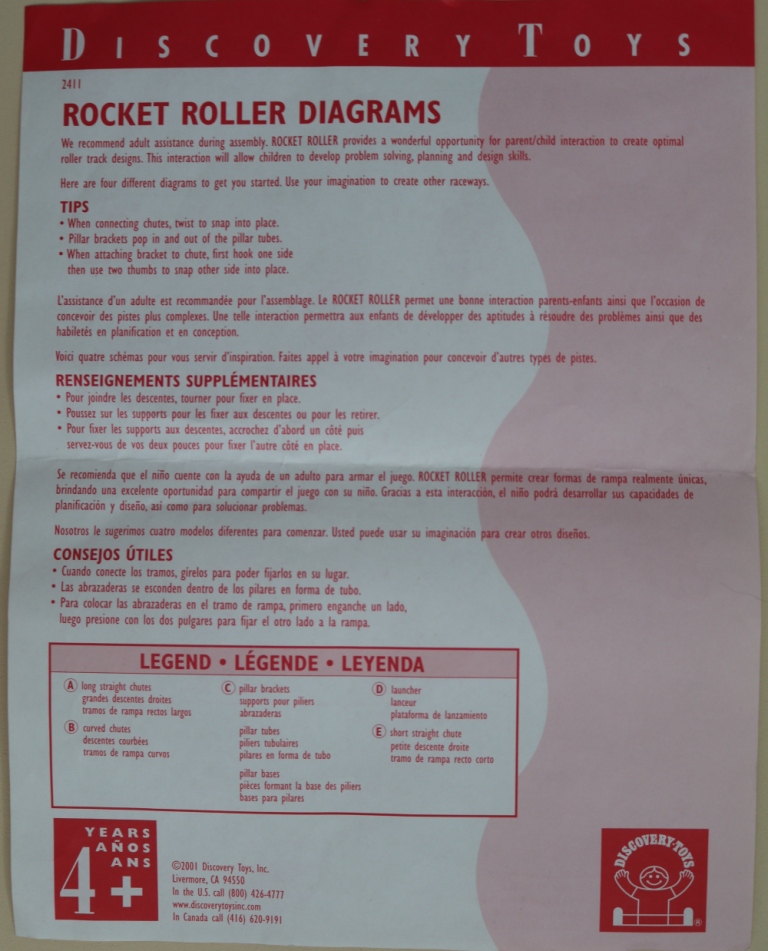 DISCOVERY TOYS
2411
ROCKET ROLLER DIAGRAMS
We recommend adult assistance during assembly. ROCKET ROLLER provides a wonderful opportunity for parent/child interaction to create optimal
roller track designs. This interaction will allow children to develop problem solving, planning and design skills.
Here are four different diagrams to get you started. Use your imagination to create other raceways.
TIPS
• When connecting chutes, twist to snap into place.
• Pillar brackets pop in and out of the pillar tubes.
• When attaching bracket to chute, first hook one side
then use two thumbs to snap other side into place.
L'assistance d'un adulte est recommandée pour l'assemblage. Le ROCKET ROLLER permet une bonne interaction parents-enfants ainsi que l'occasion de
concevoir des pistes plus complexes. Une telle interaction permettra aux enfants de développer des aptitudes à résoudre des problèmes ainsi que des
habiletés en planification et en conception.
Voici quatre schémas pour vous servir d'inspiration. Faites appel à votre imagination pour concevoir d'autres types de pistes.
RENSEIGNEMENTS SUPPLÉMENTAIRES
• Pour joindre les descentes, tourner pour fixer en place.
• Poussez sur les supports pour les fixer aux descentes ou pour les retirer.
• Pour fixer les supports aux descentes, accrochez d'abord un côté puis
servez-vous de vos deux pouces pour fixer l'autre côté en place.
Se recomienda que el niño cuente con la ayuda de un adulto para armar el juego. ROCKET ROLLER permite crear formas de rampa realmente únicas,
brindando una excelente oportunidad para compartir el juego con su niño. Gracias a esta interacción, el niño podrá desarrollar sus capacidades de
planificación y diseño, asi como para solucionar problemas.
Nosotros le sugerimos cuatro modelos diferentes para comenzar. Usted puede usar su imaginación para crear otros diseños.
CONSEJOS ÚTILES
• Cuando conecte los tramos, gírelos para poder fijarlos en su lugar.
• Las abrazaderas se esconden dentro de los pilares en forma de tubo.
• Para colocar las abrazaderas en el tramo de rampa, primero enganche un lado,
luego presione con los dos pulgares para fijar el otro lado a la rampa.
LEGEND • LÉGENDE • LEYENDA
A long straight chutes
grandes descentes droites
tramos de rampa rectos largos
B curved chutes
descentes courbées
tramos de rampa curvos
C pillar brackets
supports pour piliers
abrazaderas
pillar tubes
piliers tubulaires
pilares en forma de tubo
pillar bases
pièces formant la base des piliers
bases para pilares
D launcher
lanceur
plataforma de lanzamiento
E short straight chute
petite descente droite
tramo de rampa recto corto
YEARS
AÑOS
ANS
4+
©2001 Discovery Toys, Inc.
Livermore, CA 94550
In the U.S. call (800) 426-4777
www.discoverytoysinc.com
In Canada call (416) 620-9191
DISCOVERY•TOYS
®